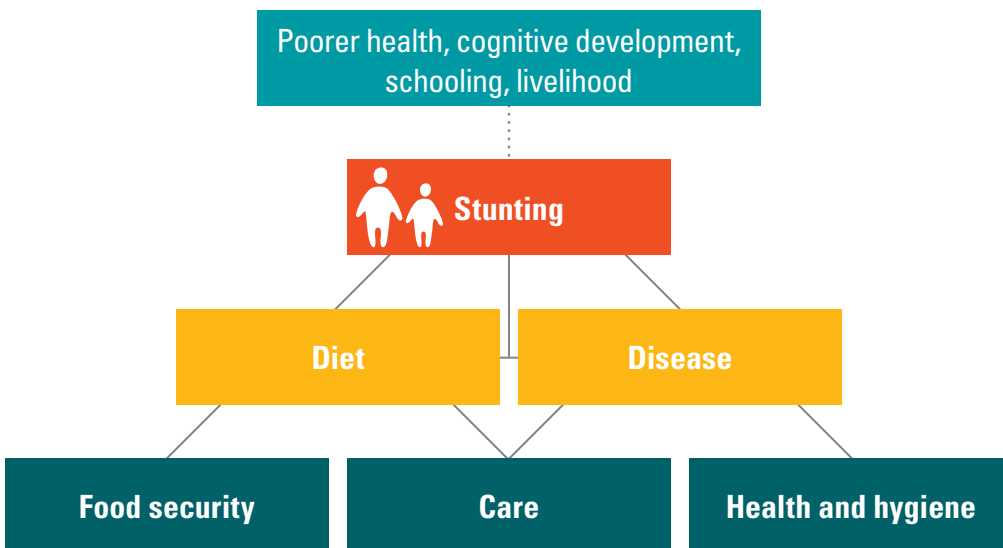 Poorer health, cognitive development,
schooling, livelihood
Stunting
Diet
Disease
Food security
Care
Health and hygiene